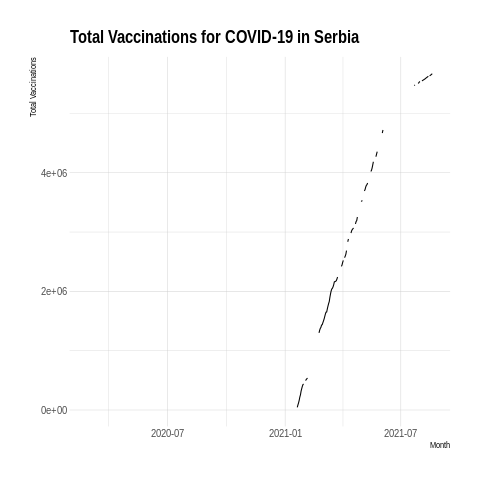 Total Vaccinations for COVID-19 in Serbia
Total Vaccinations
4e+06
2e+06
0e+00
2020-07 2021-01 2021-07
Month